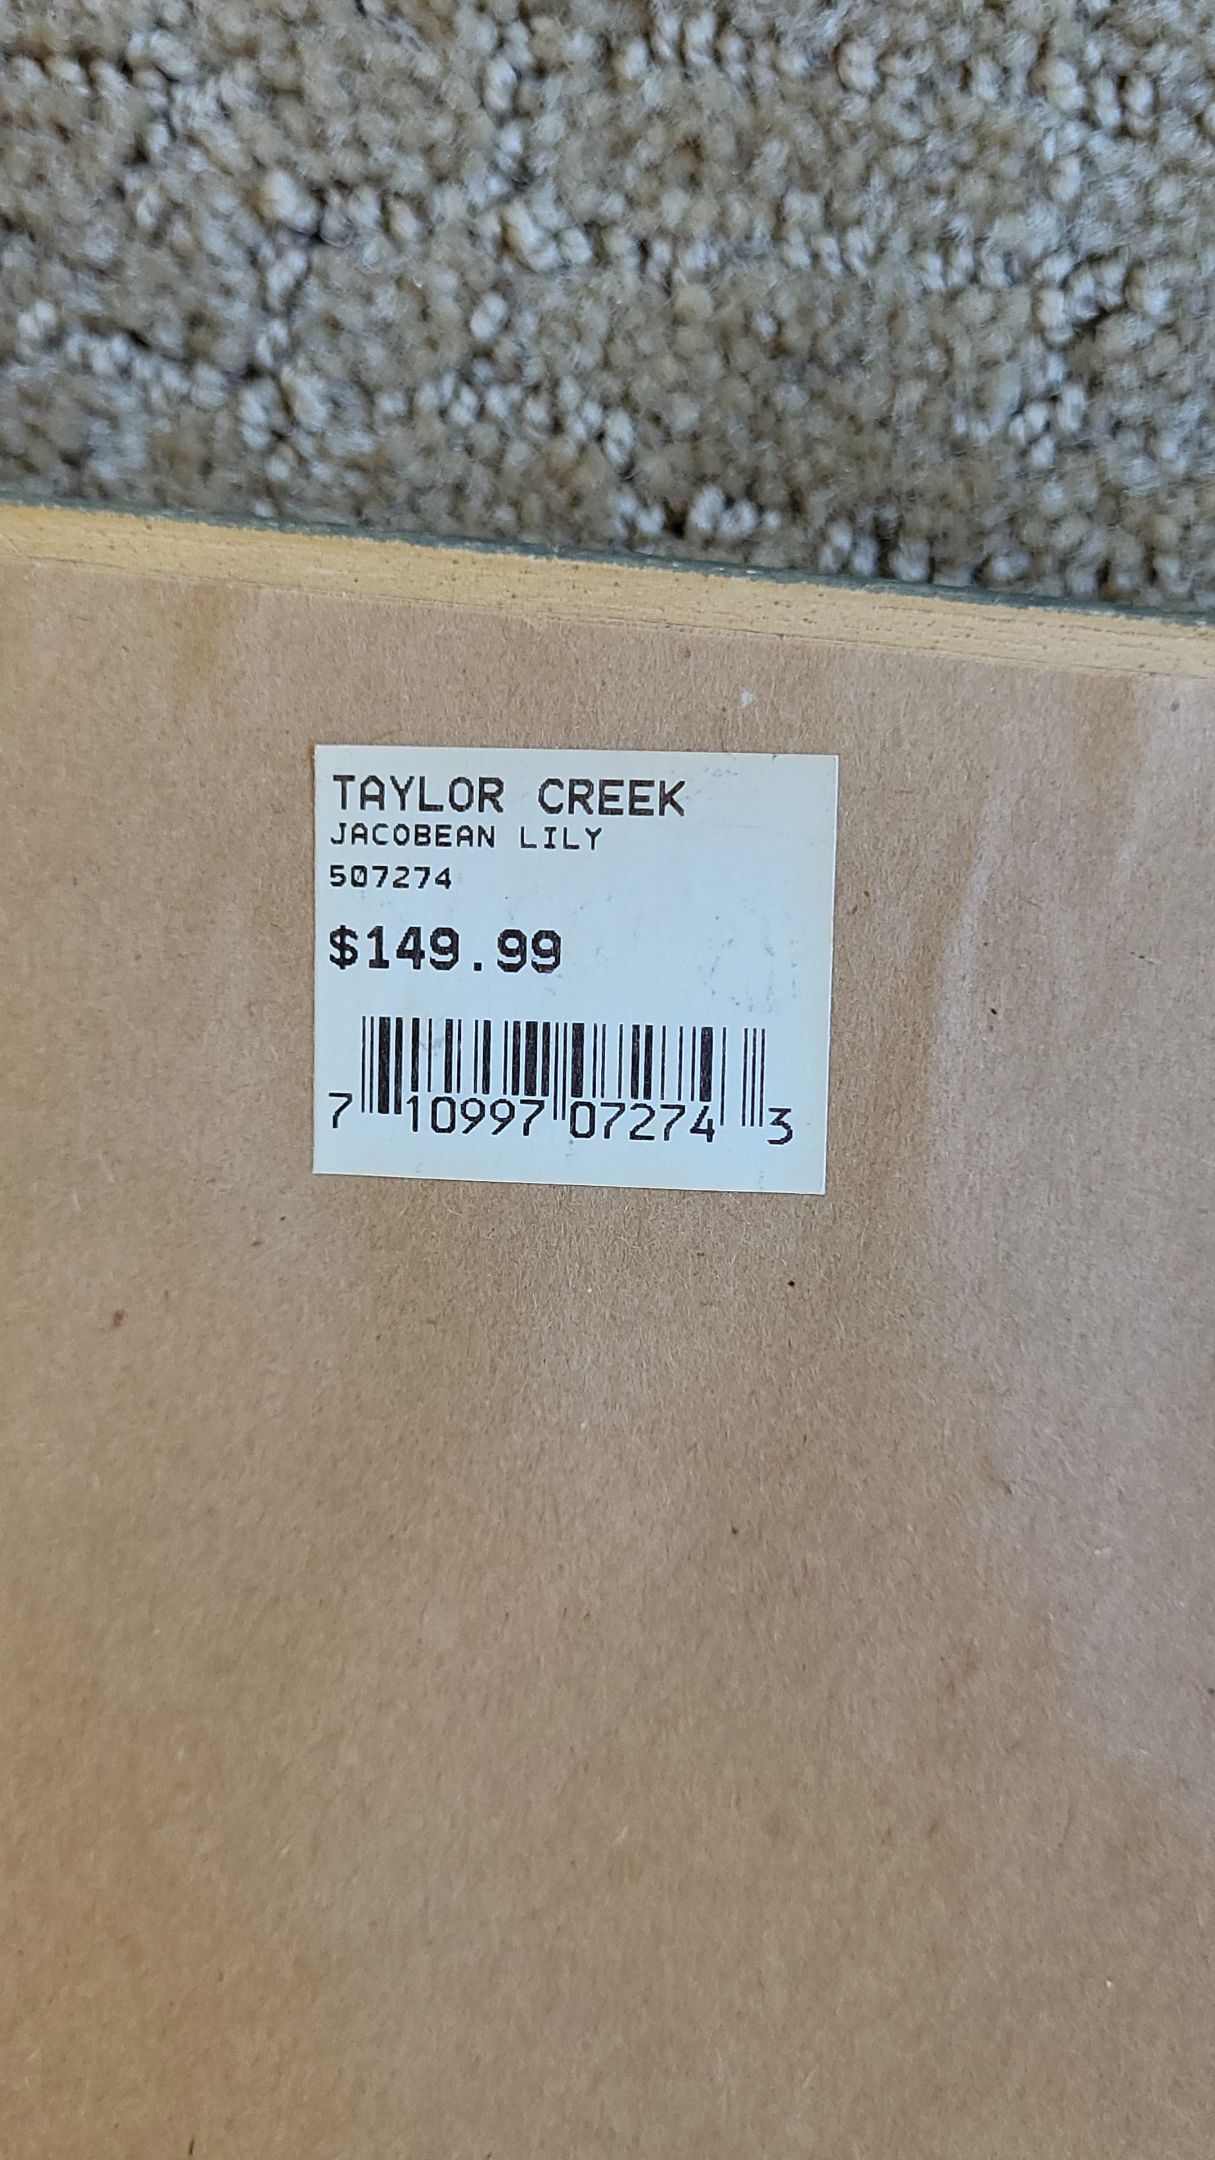 TAYLOR CREEK
JACOBEAN LILY
507274
$149.99
7 10997 07274 3